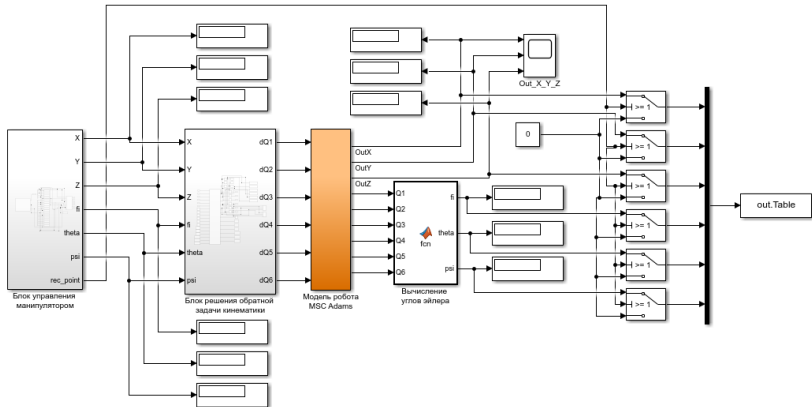 Out_X_Y_Z
>= 1
0
>= 1
X
Y
Z
fi
theta
psi
rec_point
Блок управления
манипулятором
X
Y
Z
fi
theta
psi
dQ1
dQ2
dQ3
dQ4
dQ5
dQ6
Блок решения обратной
задачи кинематики
OutX
OutY
OutZ
Модель робота
MSC Adams
Q1
Q2
Q3
Q4
Q5
Q6
fcn
fi
theta
psi
Вычисление
углов эйлера
>= 1
>= 1
>= 1
>= 1
out.Table